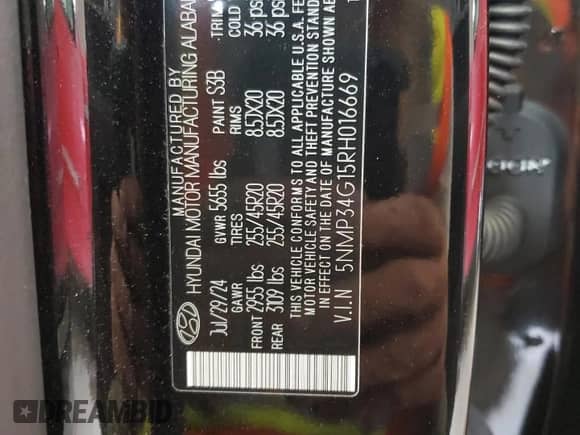 MANUFACTURED BY
HYUNDAI MOTOR MANUFACTURING ALABA
Jul/29/24 GVWR 5655 lbs PAINT S3B TRIM
GAWR TIRES RIMS COLD
FRONT 2955 lbs 255/45R20 8.5JX20 36 ps
REAR 3109 lbs 255/45R20 8.5JX20 36 ps
THIS VEHICLE CONFORMS TO ALL APPLICABLE U.S.A. FE
MOTOR VEHICLE SAFETY AND THEFT PREVENTION STAND
IN EFFECT ON THE DATE OF MANUFACTURE SHOWN AB
V.I.N 5NMP34G15RH016669
DREAMBID